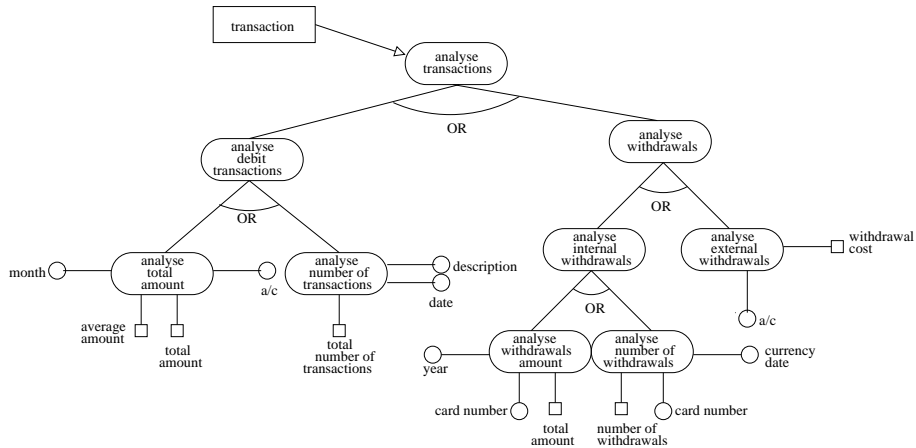 transaction
analyse
transactions
OR
analyse
debit
transactions
analyse
withdrawals
OR
OR
analyse
total
amount
analyse
number of
transactions
analyse
internal
withdrawals
analyse
external
withdrawals
withdrawal
cost
month
a/c
description
date
average
amount
total
amount
total
number of
transactions
OR
a/c
analyse
withdrawals
amount
analyse
number of
withdrawals
year
currency
date
card number
total
amount
number of
withdrawals
card number